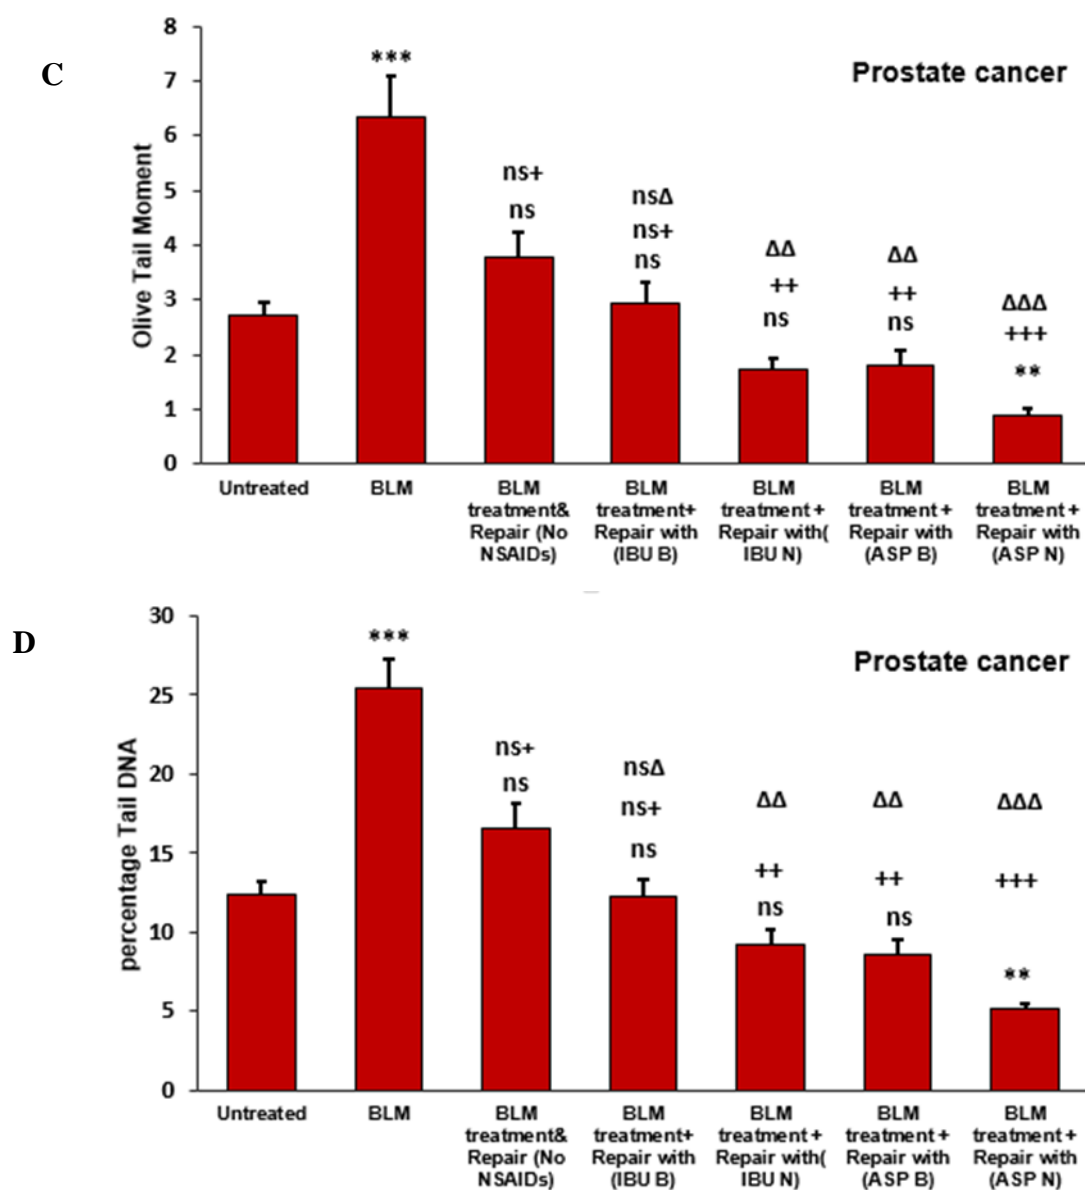 C
Prostate cancer
Olive Tail Moment
8
7
6
5
4
3
2
1
0
***
ns+
ns
nsΔ
ns+
ns
ΔΔ
++
ns
ΔΔ
++
ns
ΔΔΔ
+++
**
Untreated
BLM
BLM
treatment&
Repair (No
NSAIDs)
BLM
treatment+
Repair with
(IBU B)
BLM
treatment +
Repair with(
IBU N)
BLM
treatment +
Repair with
(ASP B)
BLM
treatment +
Repair with
(ASP N)
D
Prostate cancer
percentage Tail DNA
30
25
20
15
10
5
0
***
ns+
ns
nsΔ
ns+
ns
ΔΔ
++
ns
ΔΔ
++
ns
ΔΔΔ
+++
**
Untreated
BLM
BLM
treatment&
Repair (No
NSAIDs)
BLM
treatment+
Repair with
(IBU B)
BLM
treatment +
Repair with(
IBU N)
BLM
treatment +
Repair with
(ASP B)
BLM
treatment +
Repair with
(ASP N)